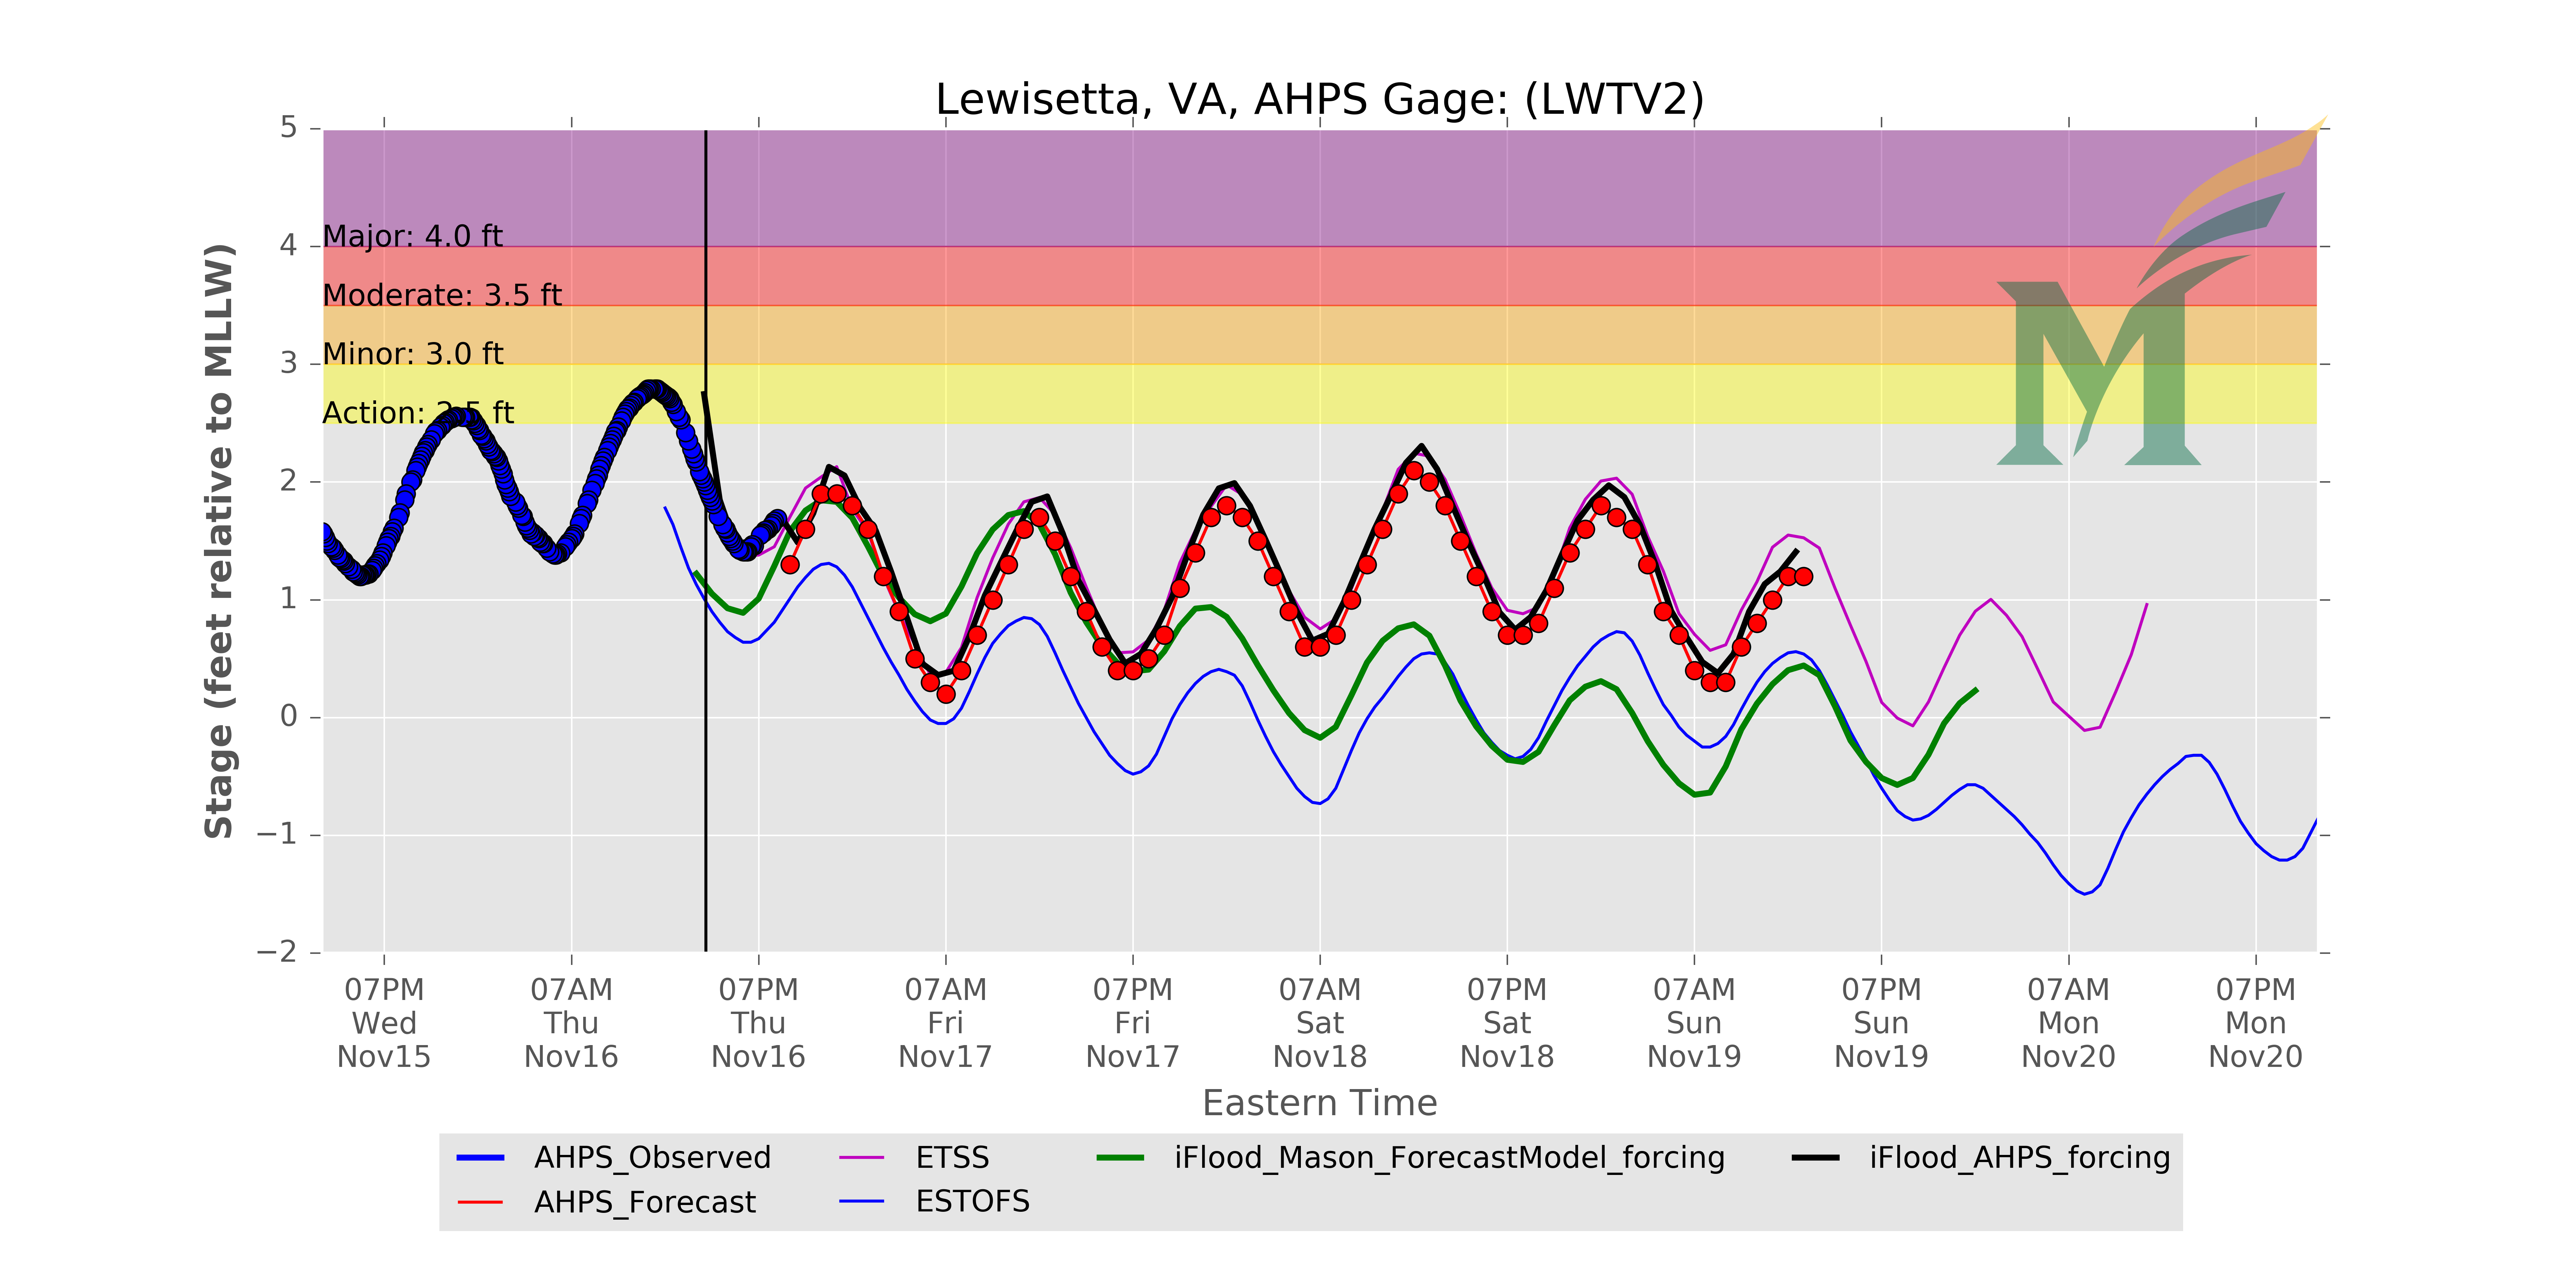 Lewisetta, VA, AHPS Gage: (LWTV2)
5
4
3
2
1
0
−1
−2
Stage (feet relative to MLLW)
Major: 4.0 ft
Moderate: 3.5 ft
Minor: 3.0 ft
Action: 2.5 ft
07PM 07AM 07PM 07AM 07PM 07AM 07PM 07AM 07PM 07AM 07PM
Wed Thu Thu Fri Fri Sat Sat Sun Sun Mon Mon
Nov15 Nov16 Nov16 Nov17 Nov17 Nov18 Nov18 Nov19 Nov19 Nov20 Nov20
Eastern Time
AHPS_Observed ETSS iFlood_Mason_ForecastModel_forcing iFlood_AHPS_forcing
AHPS_Forecast ESTOFS
M